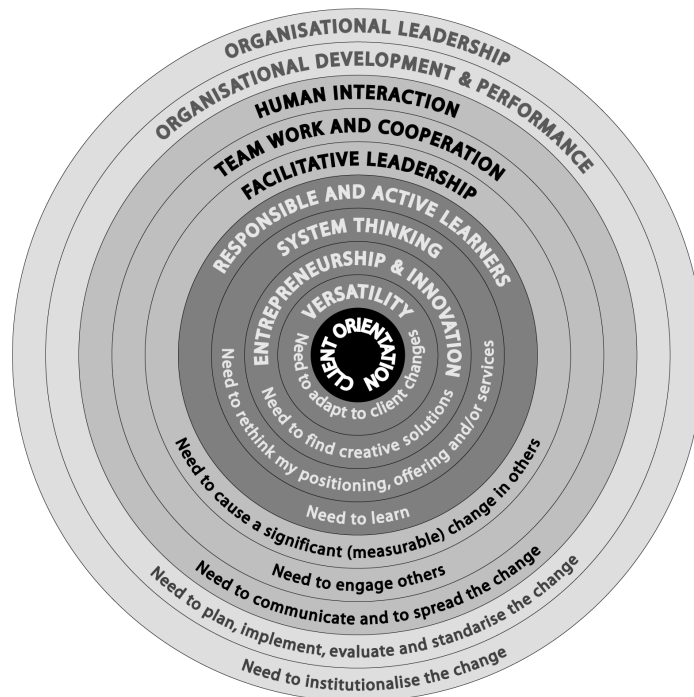 ORGANISATIONAL LEADERSHIP
ORGANISATIONAL DEVELOPMENT & PERFORMANCE
HUMAN INTERACTION
TEAM WORK AND COOPERATION
FACILITATIVE LEADERSHIP
RESPONSIBLE AND ACTIVE LEARNERS
SYSTEM THINKING
ENTREPRENEURSHIP & INNOVATION
VERSATILITY
CLIENT ORIENTATION
Need to adapt to client changes
Need to find creative solutions
Need to rethink my positioning, offering and/or services
Need to learn
Need to cause a significant (measurable) change in others
Need to engage others
Need to communicate and to spread the change
Need to plan, implement, evaluate and standarise the change
Need to institutionalise the change